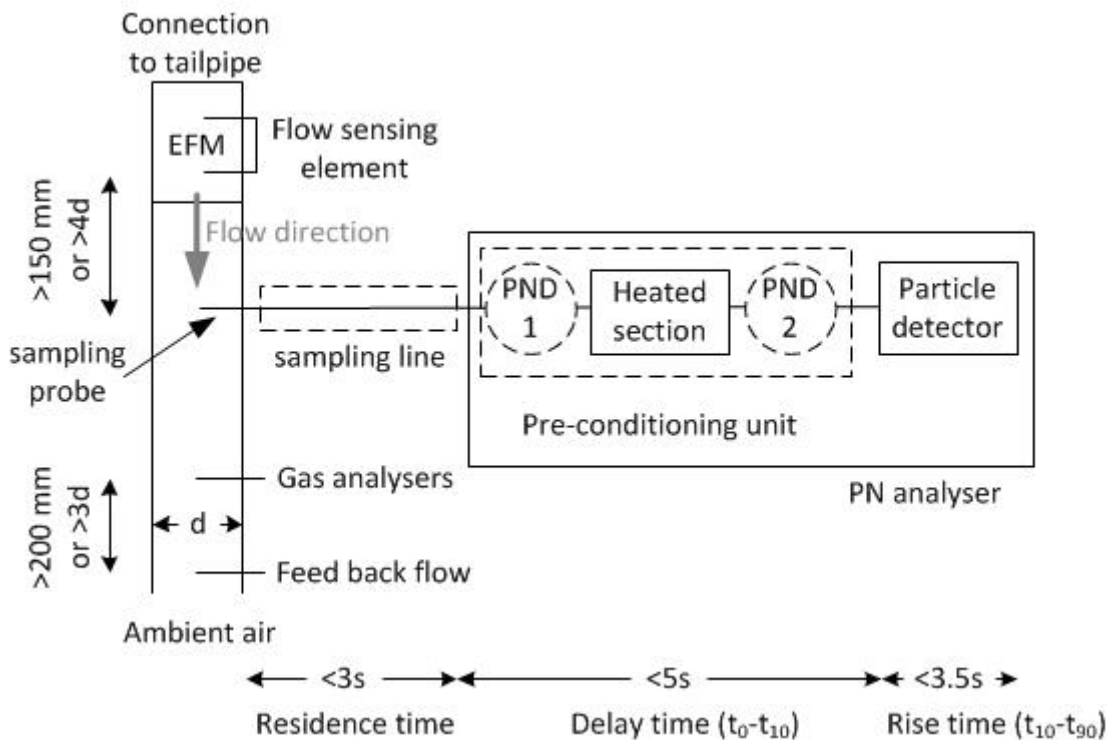 Connection
to tailpipe
EFM
Flow sensing
element
>150 mm
or >4d
Flow direction
sampling
probe
sampling line
PND
1
Heated
section
PND
2
Particle
detector
Pre-conditioning unit
PN analyser
Gas analysers
>200 mm
or >3d
d
Feed back flow
Ambient air
<3s
<5s
<3.5s
Residence time
Delay time (t₀-t₁₀)
Rise time (t₁₀-t₉₀)